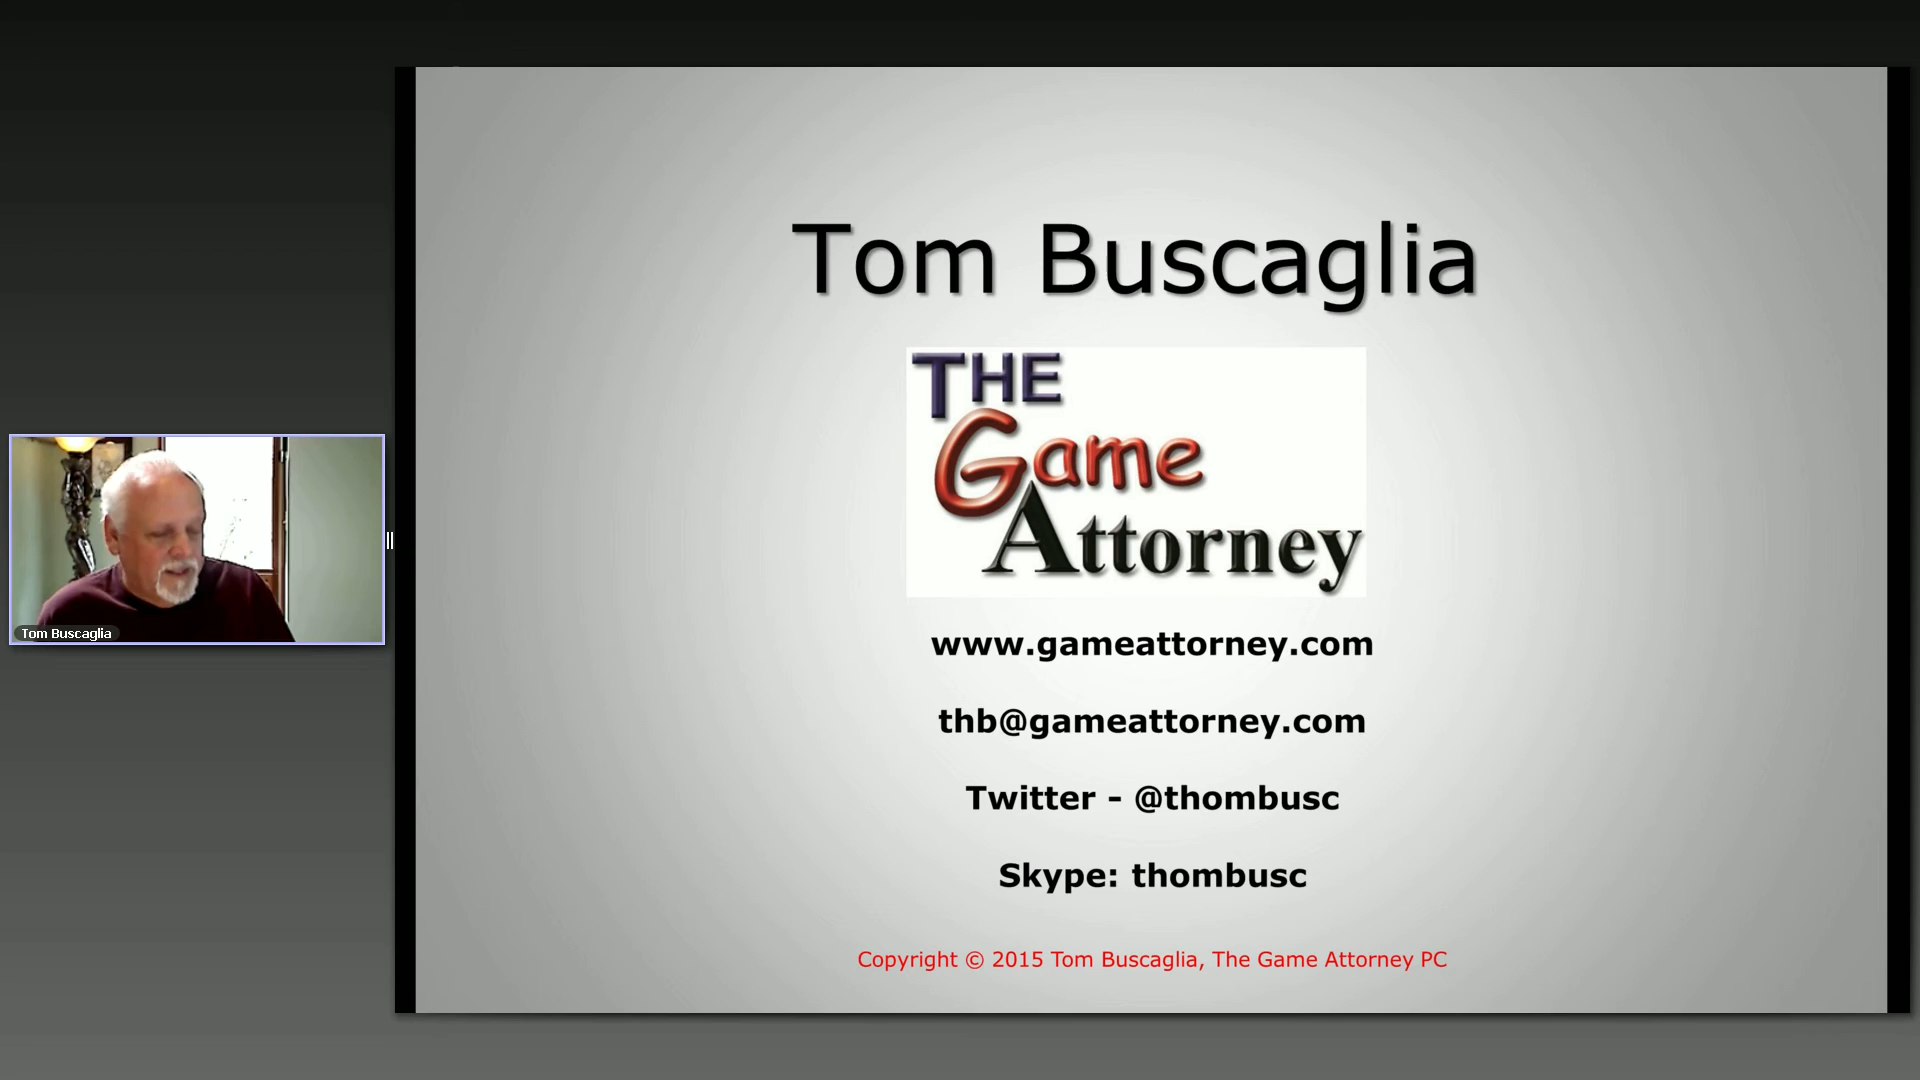 Tom Buscaglia
THE
Game
Attorney
www.gameattorney.com
thb@gameattorney.com
Twitter - @thombusc
Skype: thombusc
Copyright © 2015 Tom Buscaglia, The Game Attorney PC
Tom Buscaglia